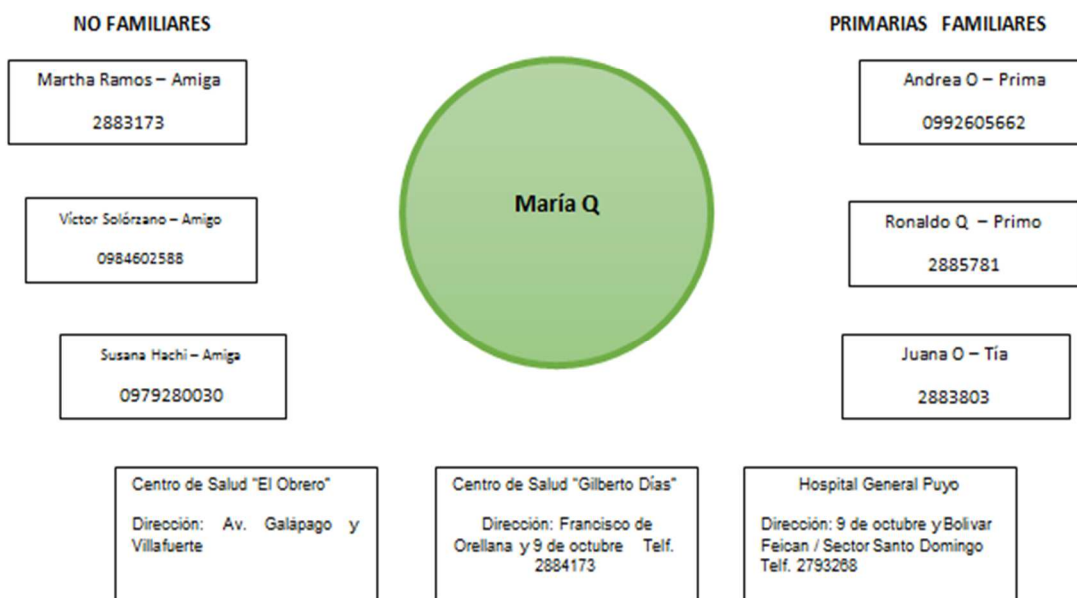 NO FAMILIARES
PRIMARIAS FAMILIARES
Martha Ramos – Amiga
2883173
Víctor Solórzano – Amigo
0984602588
Susana Hachi – Amiga
0979280030
María Q
Andrea O – Prima
0992605662
Ronaldo Q – Primo
2885781
Juana O – Tía
2883803
Centro de Salud "El Obrero"
Dirección: Av. Galápago y
Villafuerte
Centro de Salud "Gilberto Días"
Dirección: Francisco de
Orellana y 9 de octubre Telf.
2884173
Hospital General Puyo
Dirección: 9 de octubre y Bolivar
Feican / Sector Santo Domingo
Telf. 2793268